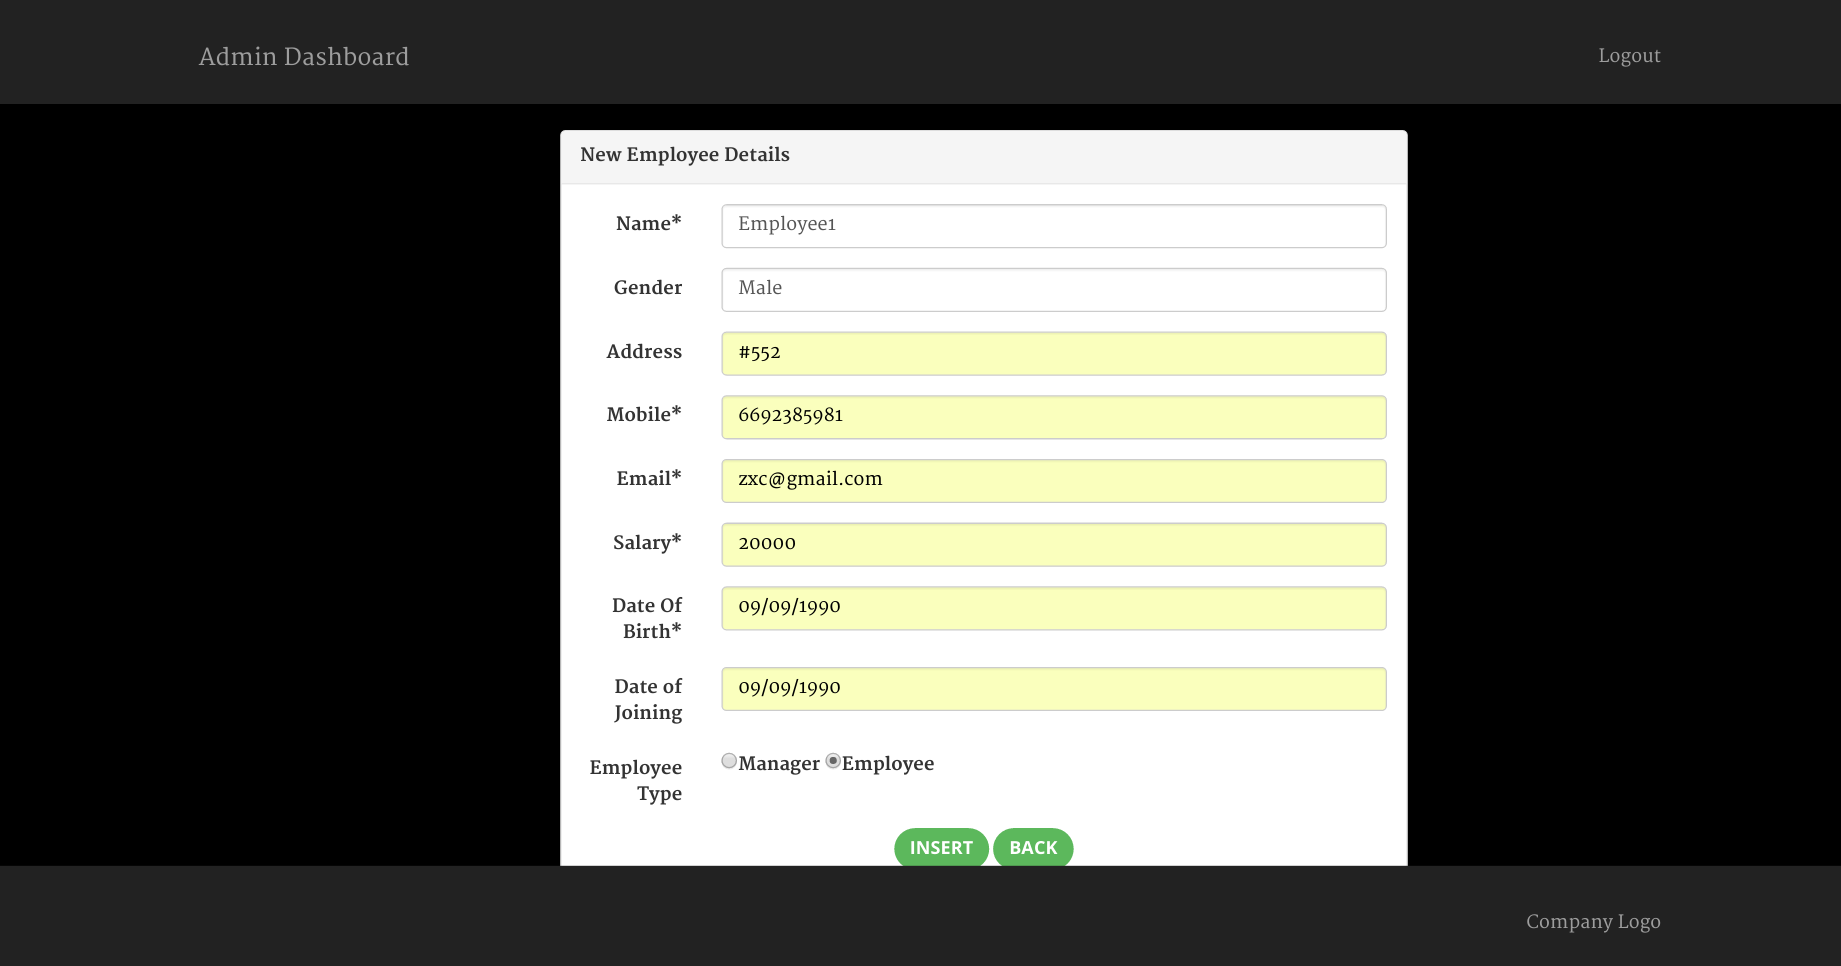 Admin Dashboard
Logout
New Employee Details
Name* Employee1
Gender Male
Address #552
Mobile* 6692385981
Email* zxc@gmail.com
Salary* 20000
Date Of
Birth* 09/09/1990
Date of
Joining 09/09/1990
Employee
Type Manager Employee
INSERT BACK
Company Logo